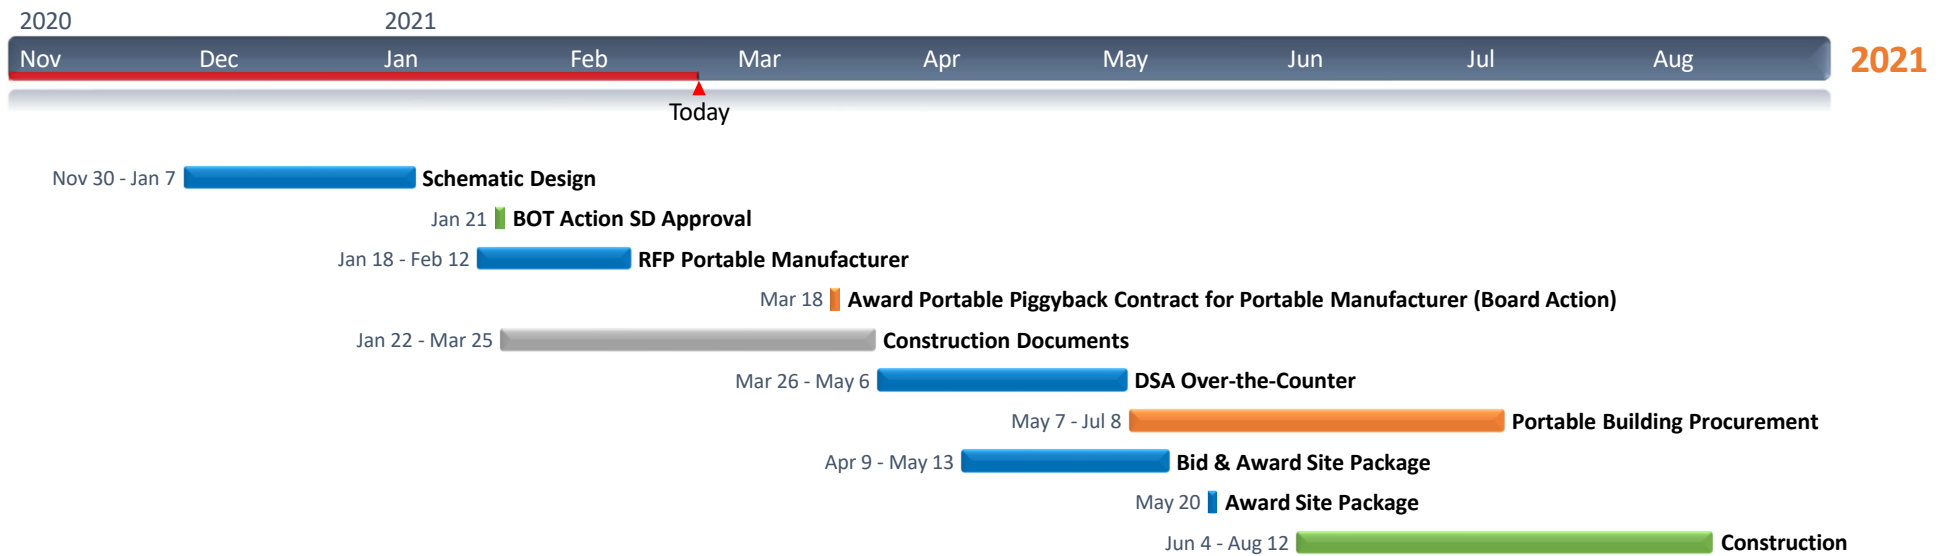 2020 2021
Nov Dec Jan Feb Mar Apr May Jun Jul Aug 2021
Today
Nov 30 - Jan 7 Schematic Design
Jan 21 BOT Action SD Approval
Jan 18 - Feb 12 RFP Portable Manufacturer
Mar 18 Award Portable Piggyback Contract for Portable Manufacturer (Board Action)
Jan 22 - Mar 25 Construction Documents
Mar 26 - May 6 DSA Over-the-Counter
May 7 - Jul 8 Portable Building Procurement
Apr 9 - May 13 Bid & Award Site Package
May 20 Award Site Package
Jun 4 - Aug 12 Construction